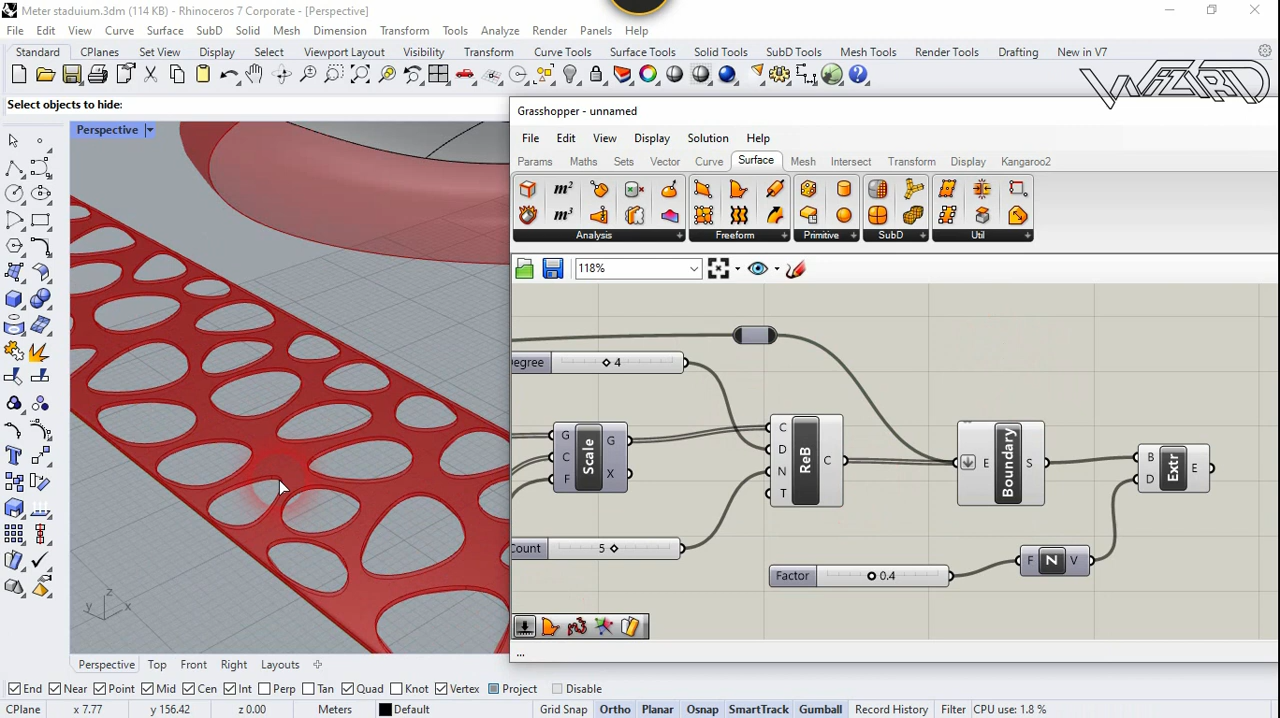 Meter staduium.3dm (114 KB) - Rhinoceros 7 Corporate - [Perspective]
File Edit View Curve Surface SubD Solid Mesh Dimension Transform Tools Analyze Render Panels Help
Standard CPlanes Set View Display Select Viewport Layout Visibility Transform Curve Tools Surface Tools Solid Tools SubD Tools Mesh Tools Render Tools Drafting New in V7
WIZARD
Select objects to hide:
Grasshopper - unnamed
Perspective
File Edit View Display Solution Help
Params Maths Sets Vector Curve Surface Mesh Intersect Transform Display Kangaroo2
m²
m³
Analysis Freeform Primitive SubD Util
118%
Degree 4
G C F Scale G X
C D N T ReB C
E Boundary S
B D Extr E
Count 5
Factor 0.4
F Z V
m3
...
z
y x
Perspective Top Front Right Layouts
End Near Point Mid Cen Int Perp Tan Quad Knot Vertex Project Disable
CPlane x 7.77 y 156.42 z 0.00 Meters Default Grid Snap Ortho Planar Osnap SmartTrack Gumball Record History Filter CPU use: 1.8 %